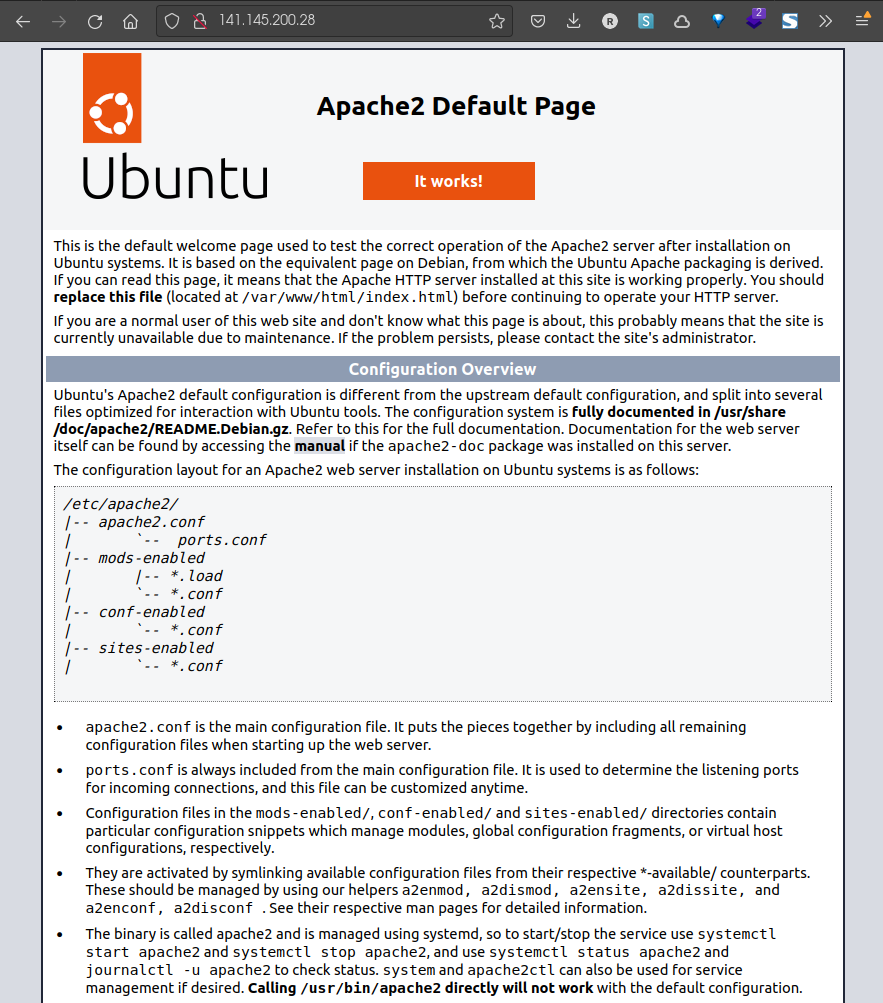 141.145.200.28
R
S
2
S
Apache2 Default Page
Ubuntu
It works!
This is the default welcome page used to test the correct operation of the Apache2 server after installation on
Ubuntu systems. It is based on the equivalent page on Debian, from which the Ubuntu Apache packaging is derived.
If you can read this page, it means that the Apache HTTP server installed at this site is working properly. You should
replace this file (located at /var/www/html/index.html) before continuing to operate your HTTP server.
If you are a normal user of this web site and don't know what this page is about, this probably means that the site is
currently unavailable due to maintenance. If the problem persists, please contact the site's administrator.
Configuration Overview
Ubuntu's Apache2 default configuration is different from the upstream default configuration, and split into several
files optimized for interaction with Ubuntu tools. The configuration system is fully documented in /usr/share
/doc/apache2/README.Debian.gz. Refer to this for the full documentation. Documentation for the web server
itself can be found by accessing the manual if the apache2-doc package was installed on this server.
The configuration layout for an Apache2 web server installation on Ubuntu systems is as follows:
/etc/apache2/
|-- apache2.conf
|       `--  ports.conf
|-- mods-enabled
|       |-- *.load
|       `-- *.conf
|-- conf-enabled
|       `-- *.conf
|-- sites-enabled
|       `-- *.conf
• apache2.conf is the main configuration file. It puts the pieces together by including all remaining
configuration files when starting up the web server.
• ports.conf is always included from the main configuration file. It is used to determine the listening ports
for incoming connections, and this file can be customized anytime.
• Configuration files in the mods-enabled/, conf-enabled/ and sites-enabled/ directories contain
particular configuration snippets which manage modules, global configuration fragments, or virtual host
configurations, respectively.
• They are activated by symlinking available configuration files from their respective *-available/ counterparts.
These should be managed by using our helpers a2enmod, a2dismod, a2ensite, a2dissite, and
a2enconf, a2disconf . See their respective man pages for detailed information.
• The binary is called apache2 and is managed using systemd, so to start/stop the service use systemctl
start apache2 and systemctl stop apache2, and use systemctl status apache2 and
journalctl -u apache2 to check status. system and apache2ctl can also be used for service
management if desired. Calling /usr/bin/apache2 directly will not work with the default configuration.